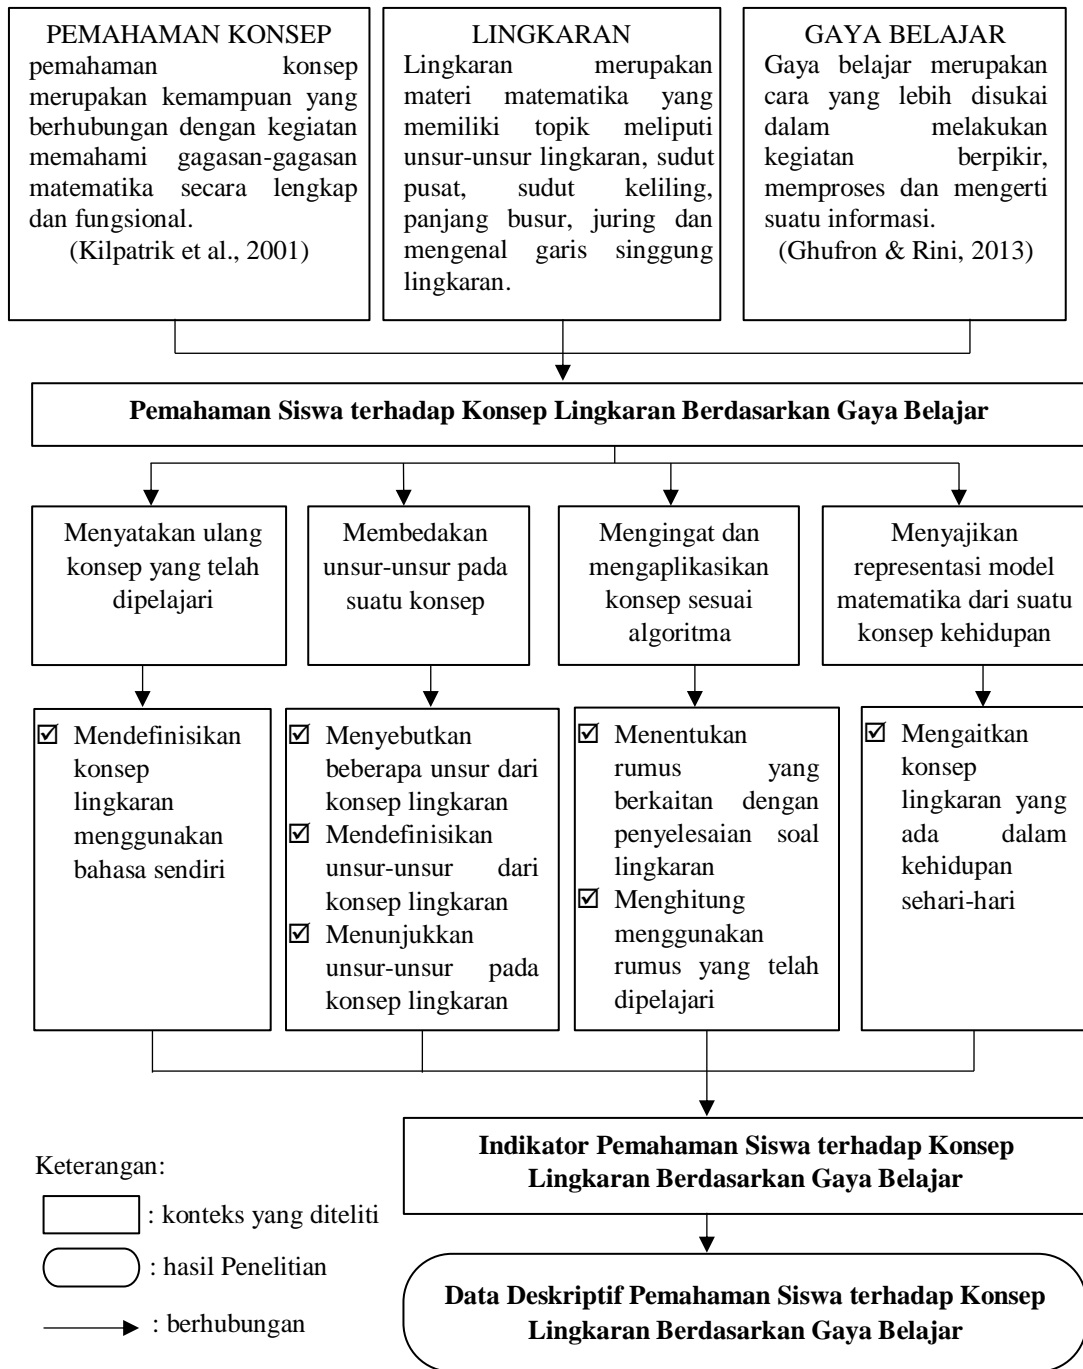 PEMAHAMAN KONSEP
pemahaman konsep
merupakan kemampuan yang
berhubungan dengan kegiatan
memahami gagasan-gagasan
matematika secara lengkap
dan fungsional.
(Kilpatrik et al., 2001)
LINGKARAN
Lingkaran merupakan
materi matematika yang
memiliki topik meliputi
unsur-unsur lingkaran, sudut
pusat, sudut keliling,
panjang busur, juring dan
mengenal garis singgung
lingkaran.
GAYA BELAJAR
Gaya belajar merupakan
cara yang lebih disukai
dalam melakukan
kegiatan berpikir,
memproses dan mengerti
suatu informasi.
(Ghufron & Rini, 2013)
Pemahaman Siswa terhadap Konsep Lingkaran Berdasarkan Gaya Belajar
Menyatakan ulang
konsep yang telah
dipelajari
Membedakan
unsur-unsur pada
suatu konsep
Mengingat dan
mengaplikasikan
konsep sesuai
algoritma
Menyajikan
representasi model
matematika dari suatu
konsep kehidupan
☑ Mendefinisikan
konsep
lingkaran
menggunakan
bahasa sendiri
☑ Menyebutkan
beberapa unsur dari
konsep lingkaran
☑ Mendefinisikan
unsur-unsur dari
konsep lingkaran
☑ Menunjukkan
unsur-unsur pada
konsep lingkaran
☑ Menentukan
rumus yang
berkaitan dengan
penyelesaian soal
lingkaran
☑ Menghitung
menggunakan
rumus yang telah
dipelajari
☑ Mengaitkan
konsep
lingkaran yang
ada dalam
kehidupan
sehari-hari
Indikator Pemahaman Siswa terhadap Konsep
Lingkaran Berdasarkan Gaya Belajar
Data Deskriptif Pemahaman Siswa terhadap Konsep
Lingkaran Berdasarkan Gaya Belajar
Keterangan:
: konteks yang diteliti
: hasil Penelitian
: berhubungan